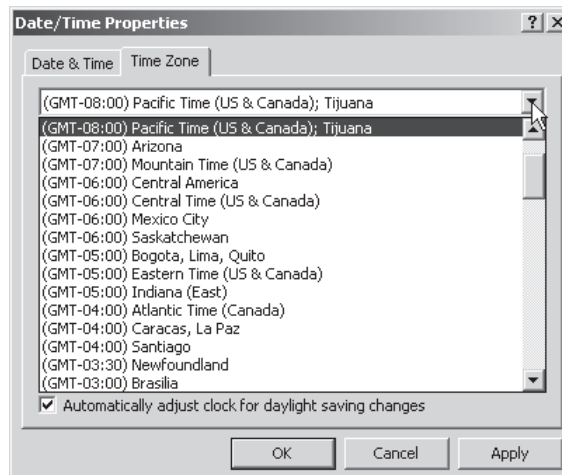 Date/Time Properties
Date & Time
Time Zone
(GMT-08:00) Pacific Time (US & Canada); Tijuana
(GMT-08:00) Pacific Time (US & Canada); Tijuana
(GMT-07:00) Arizona
(GMT-07:00) Mountain Time (US & Canada)
(GMT-06:00) Central America
(GMT-06:00) Central Time (US & Canada)
(GMT-06:00) Mexico City
(GMT-06:00) Saskatchewan
(GMT-05:00) Bogota, Lima, Quito
(GMT-05:00) Eastern Time (US & Canada)
(GMT-05:00) Indiana (East)
(GMT-04:00) Atlantic Time (Canada)
(GMT-04:00) Caracas, La Paz
(GMT-04:00) Santiago
(GMT-03:30) Newfoundland
(GMT-03:00) Brasilia
Automatically adjust clock for daylight saving changes
OK
Cancel
Apply